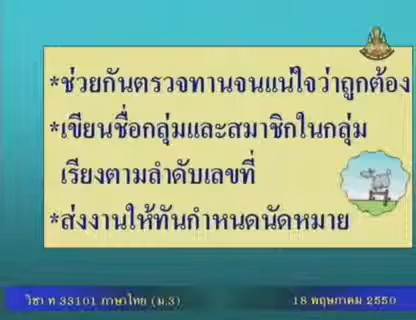 *ช่วยกันตรวจทานจนแน่ใจว่าถูกต้อง
*เขียนชื่อกลุ่มและสมาชิกในกลุ่ม
เรียงตามลำดับเลขที่
*ส่งงานให้ทันกำหนดนัดหมาย
วิชา ท 33101 ภาษาไทย (ม.3)
18 พฤษภาคม 2550